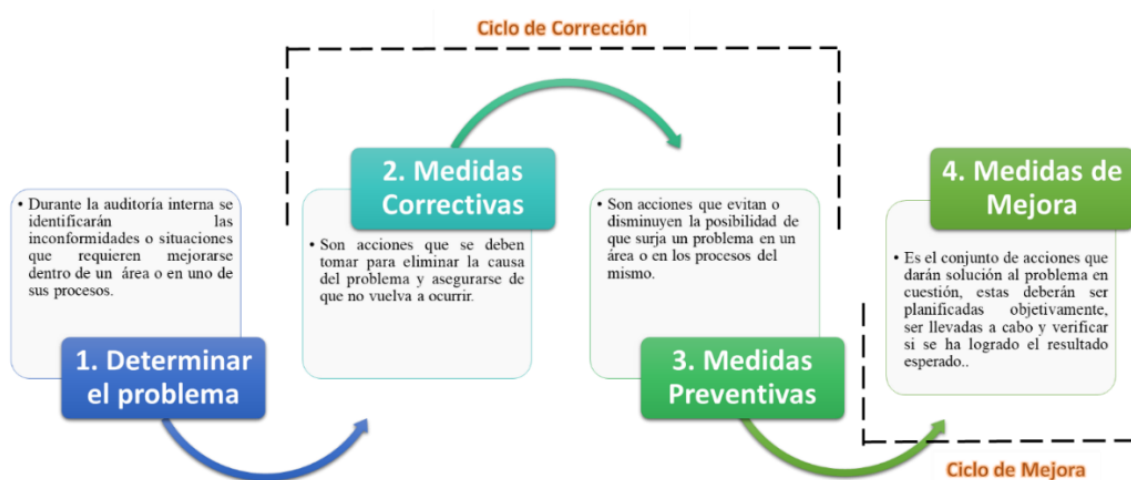 Ciclo de Corrección
• Durante la auditoría interna se
identificarán las
inconformidades o situaciones
que requieren mejorarse
dentro de un área o en uno de
sus procesos.
1. Determinar
el problema
2. Medidas
Correctivas
• Son acciones que se deben
tomar para eliminar la causa
del problema y asegurarse de
que no vuelva a ocurrir.
• Son acciones que evitan o
disminuyen la posibilidad de
que surja un problema en un
área o en los procesos del
mismo.
3. Medidas
Preventivas
4. Medidas de
Mejora
• Es el conjunto de acciones que
darán solución al problema en
cuestión, estas deberán ser
planificadas objetivamente,
ser llevadas a cabo y verificar
si se ha logrado el resultado
esperado..
Ciclo de Mejora